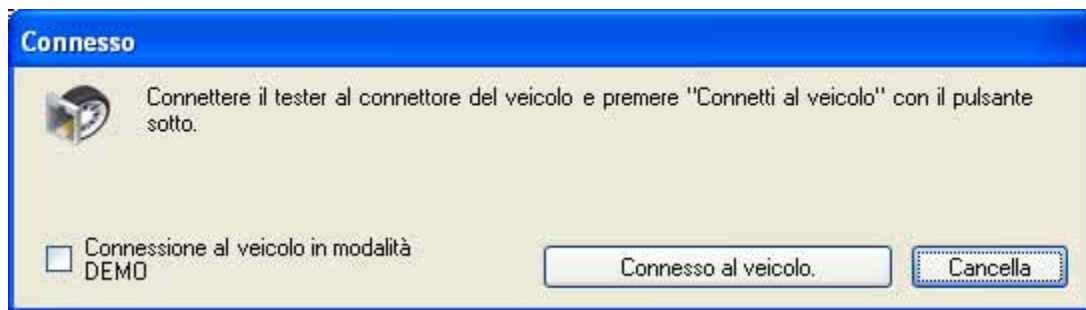 Connesso
Connettere il tester al connettore del veicolo e premere "Connetti al veicolo" con il pulsante
sotto.
Connessione al veicolo in modalità
DEMO
Connesso al veicolo.
Cancella